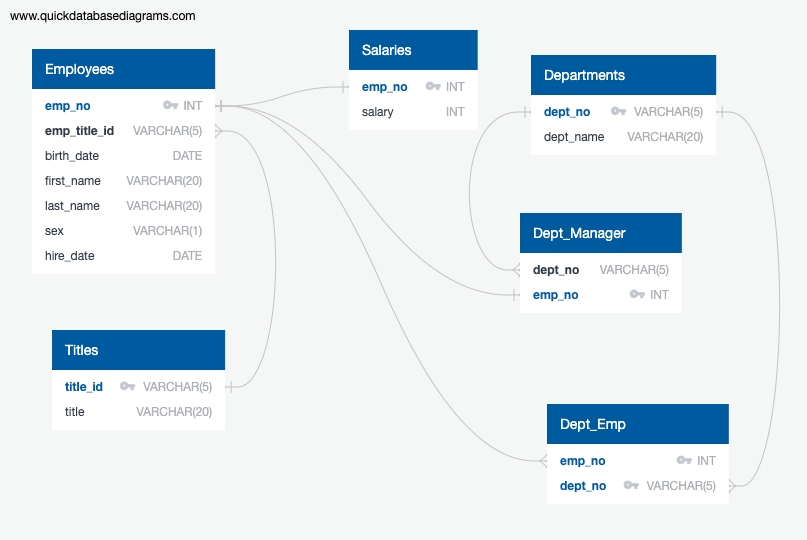 www.quickdatabasediagrams.com
Employees
emp_no INT
emp_title_id VARCHAR(5)
birth_date DATE
first_name VARCHAR(20)
last_name VARCHAR(20)
sex VARCHAR(1)
hire_date DATE
Salaries
emp_no INT
salary INT
Departments
dept_no VARCHAR(5)
dept_name VARCHAR(20)
Dept_Manager
dept_no VARCHAR(5)
emp_no INT
Titles
title_id VARCHAR(5)
title VARCHAR(20)
Dept_Emp
emp_no INT
dept_no VARCHAR(5)